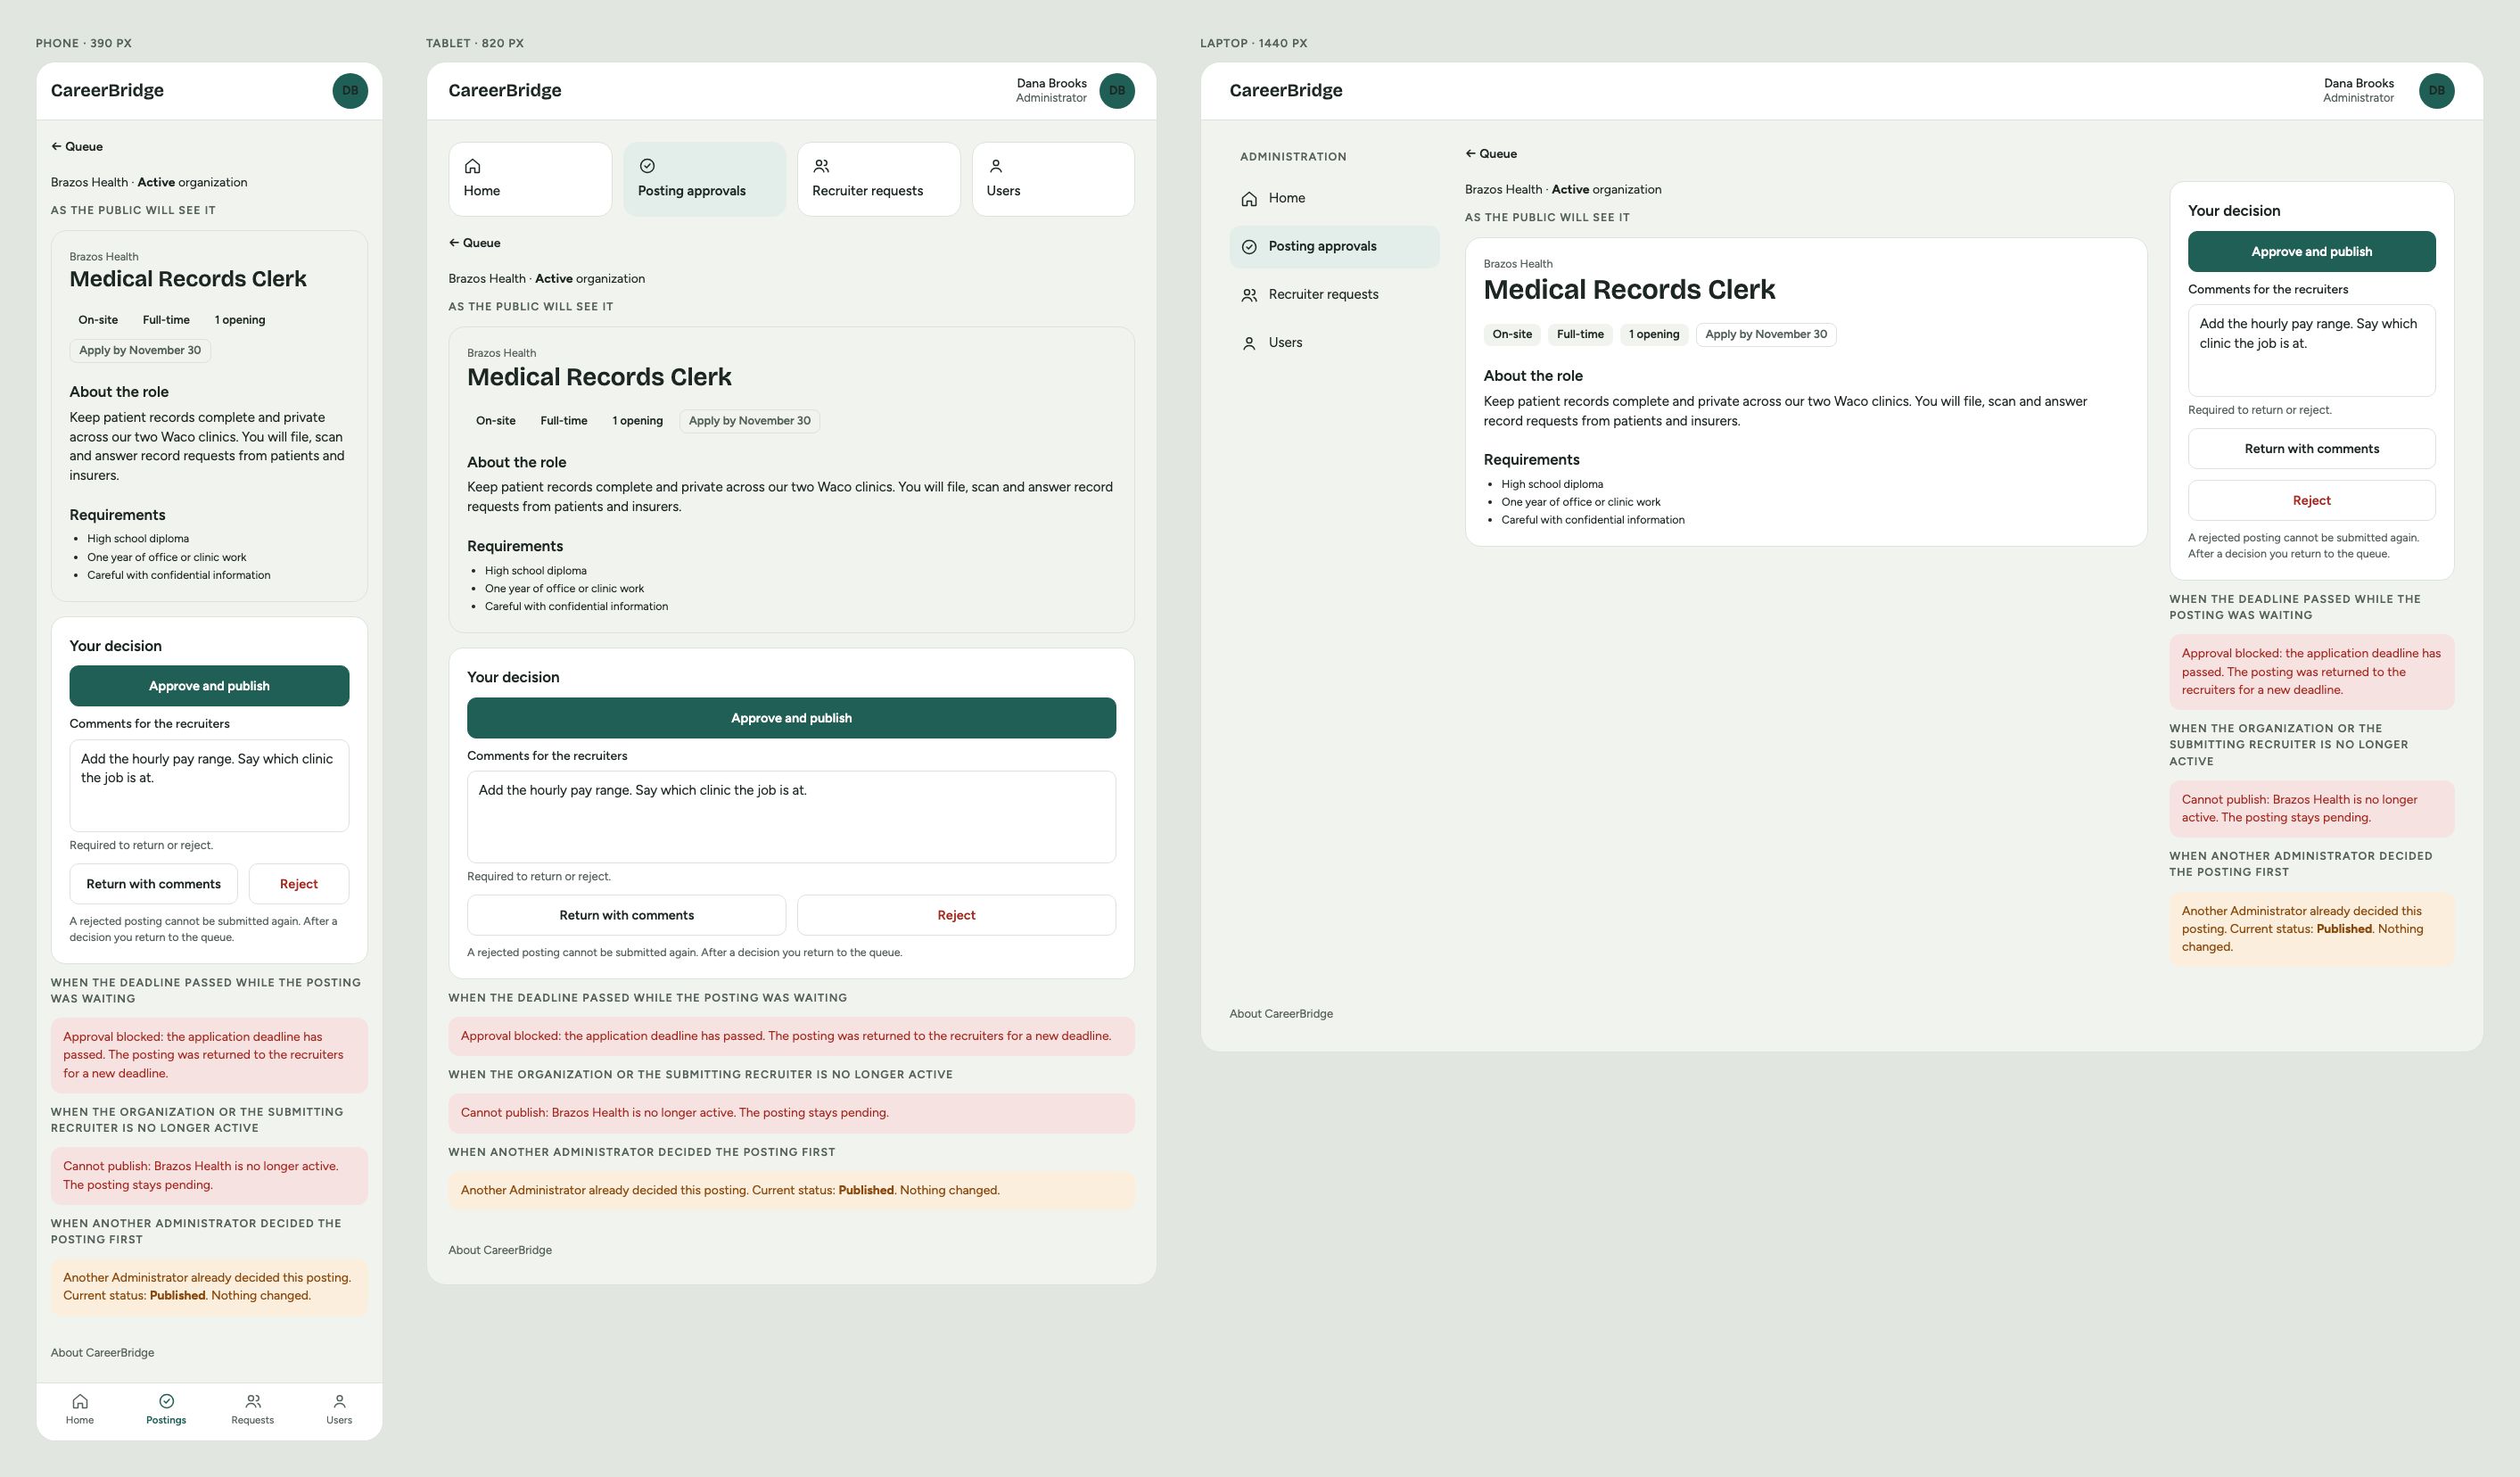 PHONE · 390 PX
CareerBridge
DB
← Queue
Brazos Health · Active organization
AS THE PUBLIC WILL SEE IT
Brazos Health
Medical Records Clerk
On-site Full-time 1 opening
Apply by November 30
About the role
Keep patient records complete and private
across our two Waco clinics. You will file, scan
and answer record requests from patients and
insurers.
Requirements
• High school diploma
• One year of office or clinic work
• Careful with confidential information
Your decision
Approve and publish
Comments for the recruiters
Add the hourly pay range. Say which clinic
the job is at.
Required to return or reject.
Return with comments Reject
A rejected posting cannot be submitted again. After a
decision you return to the queue.
WHEN THE DEADLINE PASSED WHILE THE POSTING
WAS WAITING
Approval blocked: the application deadline has
passed. The posting was returned to the recruiters
for a new deadline.
WHEN THE ORGANIZATION OR THE SUBMITTING
RECRUITER IS NO LONGER ACTIVE
Cannot publish: Brazos Health is no longer active.
The posting stays pending.
WHEN ANOTHER ADMINISTRATOR DECIDED THE
POSTING FIRST
Another Administrator already decided this posting.
Current status: Published. Nothing changed.
About CareerBridge
Home Postings Requests Users
TABLET · 820 PX
CareerBridge
Dana Brooks
Administrator
DB
Home
Posting approvals
Recruiter requests
Users
← Queue
Brazos Health · Active organization
AS THE PUBLIC WILL SEE IT
Brazos Health
Medical Records Clerk
On-site Full-time 1 opening Apply by November 30
About the role
Keep patient records complete and private across our two Waco clinics. You will file, scan and answer record
requests from patients and insurers.
Requirements
• High school diploma
• One year of office or clinic work
• Careful with confidential information
Your decision
Approve and publish
Comments for the recruiters
Add the hourly pay range. Say which clinic the job is at.
Required to return or reject.
Return with comments Reject
A rejected posting cannot be submitted again. After a decision you return to the queue.
WHEN THE DEADLINE PASSED WHILE THE POSTING WAS WAITING
Approval blocked: the application deadline has passed. The posting was returned to the recruiters for a new deadline.
WHEN THE ORGANIZATION OR THE SUBMITTING RECRUITER IS NO LONGER ACTIVE
Cannot publish: Brazos Health is no longer active. The posting stays pending.
WHEN ANOTHER ADMINISTRATOR DECIDED THE POSTING FIRST
Another Administrator already decided this posting. Current status: Published. Nothing changed.
About CareerBridge
LAPTOP · 1440 PX
CareerBridge
Dana Brooks
Administrator
DB
ADMINISTRATION
Home
Posting approvals
Recruiter requests
Users
← Queue
Brazos Health · Active organization
AS THE PUBLIC WILL SEE IT
Brazos Health
Medical Records Clerk
On-site Full-time 1 opening Apply by November 30
About the role
Keep patient records complete and private across our two Waco clinics. You will file, scan and answer
record requests from patients and insurers.
Requirements
• High school diploma
• One year of office or clinic work
• Careful with confidential information
Your decision
Approve and publish
Comments for the recruiters
Add the hourly pay range. Say which
clinic the job is at.
Required to return or reject.
Return with comments
Reject
A rejected posting cannot be submitted again.
After a decision you return to the queue.
WHEN THE DEADLINE PASSED WHILE THE
POSTING WAS WAITING
Approval blocked: the application deadline has
passed. The posting was returned to the
recruiters for a new deadline.
WHEN THE ORGANIZATION OR THE
SUBMITTING RECRUITER IS NO LONGER
ACTIVE
Cannot publish: Brazos Health is no longer
active. The posting stays pending.
WHEN ANOTHER ADMINISTRATOR DECIDED
THE POSTING FIRST
Another Administrator already decided this
posting. Current status: Published. Nothing
changed.
About CareerBridge